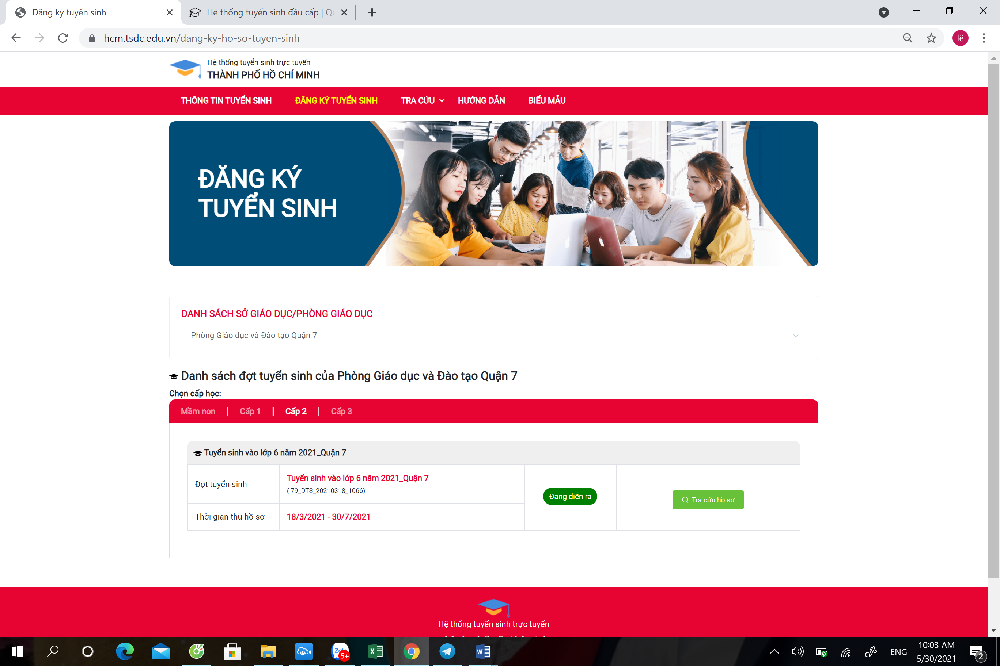 Đăng ký tuyển sinh
Hệ thống tuyển sinh đầu cấp | Qu
hcm.tsdc.edu.vn/dang-ky-ho-so-tuyen-sinh
lê
Hệ thống tuyển sinh trực tuyến
THÀNH PHỐ HỒ CHÍ MINH
THÔNG TIN TUYỂN SINH ĐĂNG KÝ TUYỂN SINH TRA CỨU HƯỚNG DẪN BIỂU MẪU
ĐĂNG KÝ
TUYỂN SINH
DANH SÁCH SỞ GIÁO DỤC/PHÒNG GIÁO DỤC
Phòng Giáo dục và Đào tạo Quận 7
Danh sách đợt tuyển sinh của Phòng Giáo dục và Đào tạo Quận 7
Chọn cấp học:
Mầm non | Cấp 1 | Cấp 2 | Cấp 3
Tuyển sinh vào lớp 6 năm 2021_Quận 7
Đợt tuyển sinh
Tuyển sinh vào lớp 6 năm 2021_Quận 7
( 79_DTS_20210318_1066)
Đang diễn ra
Tra cứu hồ sơ
Thời gian thu hồ sơ
18/3/2021 - 30/7/2021
Hệ thống tuyển sinh trực tuyến
5+
ENG
10:03 AM
5/30/2021
2